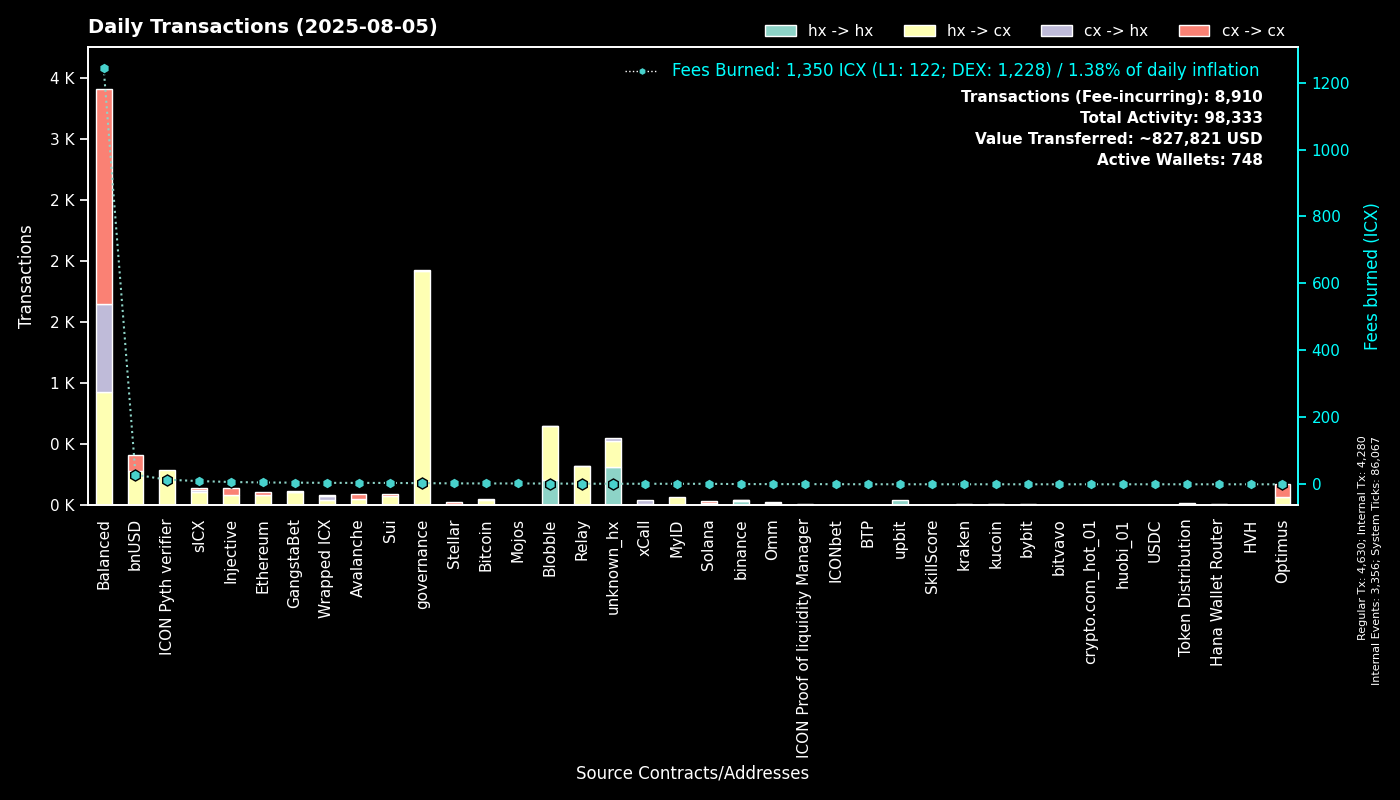 Daily Transactions (2025-08-05)
hx -> hx
hx -> cx
cx -> hx
cx -> cx
Fees Burned: 1,350 ICX (L1: 122; DEX: 1,228) / 1.38% of daily inflation
Transactions (Fee-incurring): 8,910
Total Activity: 98,333
Value Transferred: ~827,821 USD
Active Wallets: 748
Transactions
4 K
3 K
2 K
2 K
2 K
1 K
0 K
0 K
1200
1000
800
600
400
200
0
Fees burned (ICX)
Balanced
bnUSD
ICON Pyth verifier
sICX
Injective
Ethereum
GangstaBet
Wrapped ICX
Avalanche
Sui
governance
Stellar
Bitcoin
Mojos
Blobble
Relay
unknown_hx
xCall
MyID
Solana
binance
Omm
ICON Proof of liquidity Manager
ICONbet
BTP
upbit
SkillScore
kraken
kucoin
bybit
bitvavo
crypto.com_hot_01
huobi_01
USDC
Token Distribution
Hana Wallet Router
HVH
Optimus
Source Contracts/Addresses
Regular Tx: 4,630; Internal Tx: 4,280
Internal Events: 3,356; System Ticks: 86,067